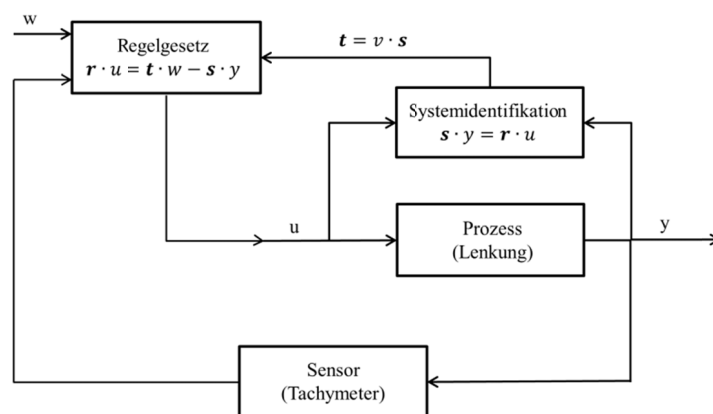 w
Regelgesetz
r · u = t · w − s · y
t = v · s
Systemidentifikation
s · y = r · u
u
Prozess
(Lenkung)
y
Sensor
(Tachymeter)